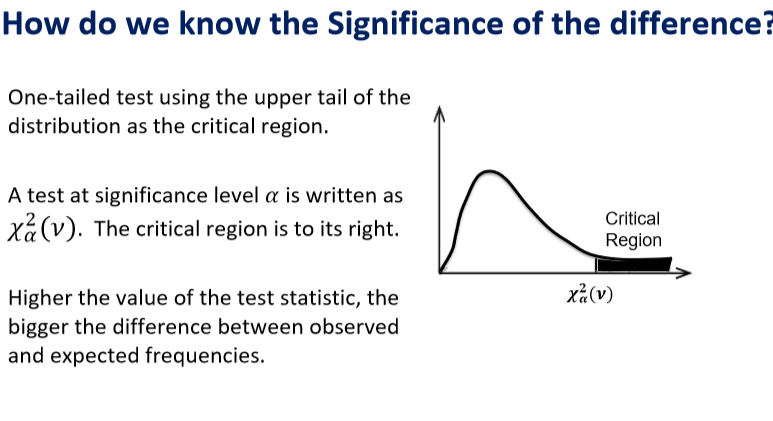 How do we know the Significance of the difference?
One-tailed test using the upper tail of the
distribution as the critical region.
A test at significance level α is written as
χ²α(ν). The critical region is to its right.
Higher the value of the test statistic, the
bigger the difference between observed
and expected frequencies.
Critical
Region
χ²α(ν)